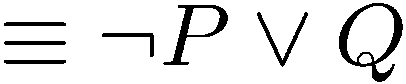 ≡ ¬P ∨ Q